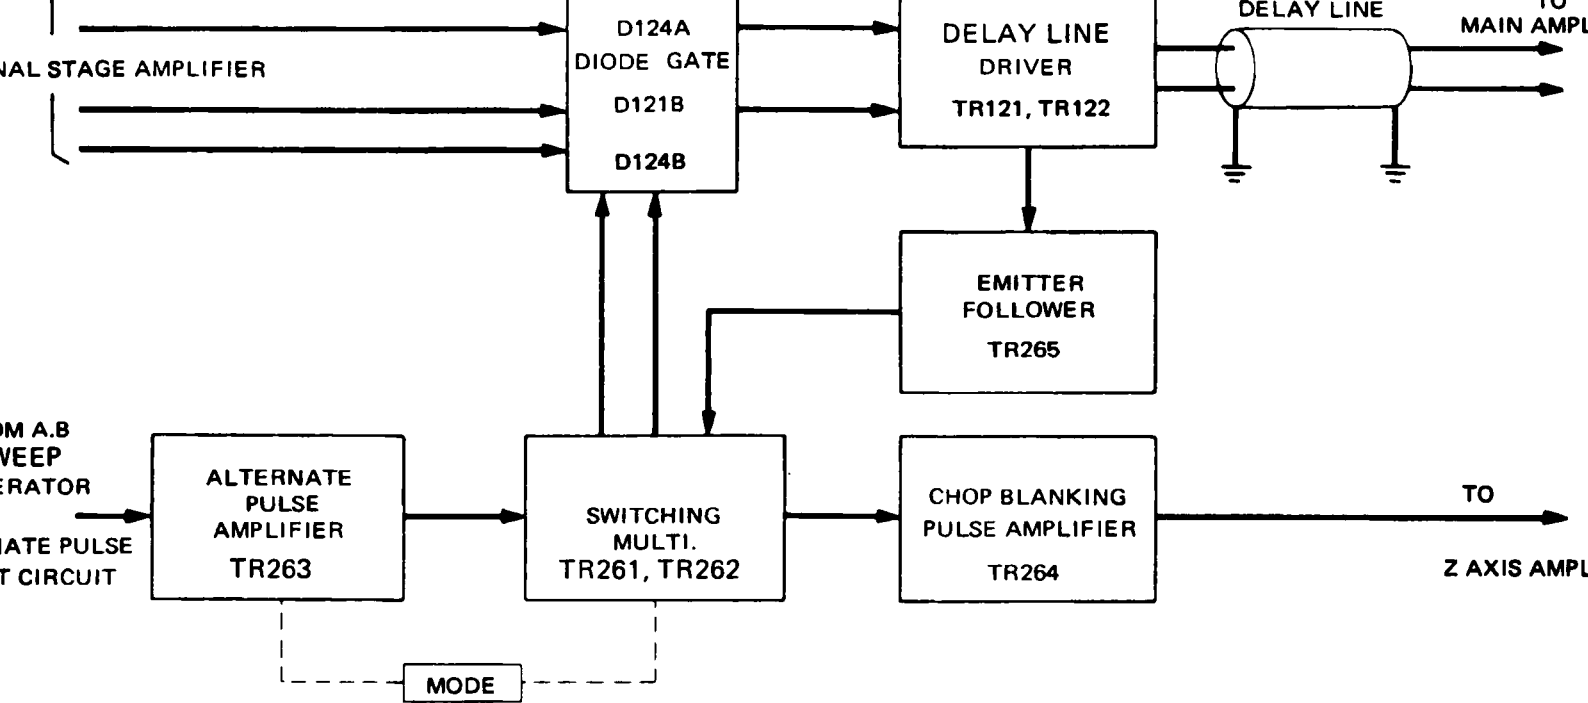 DELAY LINE
TO
MAIN AMPL
D124A
DIODE GATE
D121B
D124B
DELAY LINE
DRIVER
TR121, TR122
NAL STAGE AMPLIFIER
EMITTER
FOLLOWER
TR265
OM A.B
WEEP
ERATOR
NATE PULSE
T CIRCUIT
ALTERNATE
PULSE
AMPLIFIER
TR263
SWITCHING
MULTI.
TR261, TR262
CHOP BLANKING
PULSE AMPLIFIER
TR264
TO
Z AXIS AMPL
MODE